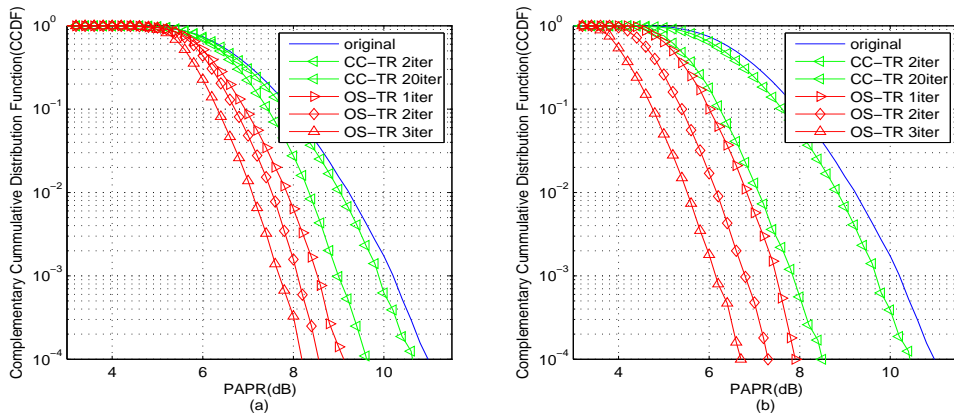 Complementary Cummulative Distribution Function(CCDF)
10^0
10^-1
10^-2
10^-3
10^-4
4
6
8
10
PAPR(dB)
(a)
original
CC-TR 2iter
CC-TR 20iter
OS-TR 1iter
OS-TR 2iter
OS-TR 3iter
Complementary Cummulative Distribution Function(CCDF)
10^0
10^-1
10^-2
10^-3
10^-4
4
6
8
10
PAPR(dB)
(b)
original
CC-TR 2iter
CC-TR 20iter
OS-TR 1iter
OS-TR 2iter
OS-TR 3iter